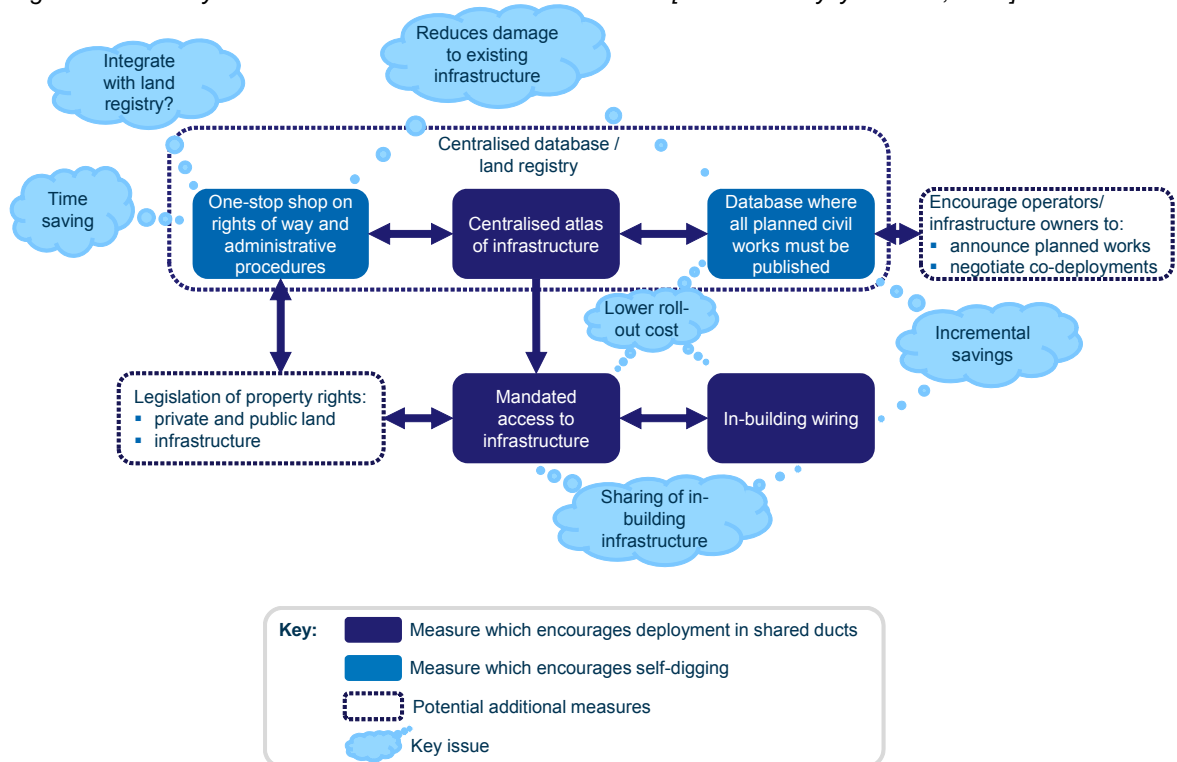 Reduces damage
to existing
infrastructure
Integrate
with land
registry?
Centralised database /
land registry
Time
saving
One-stop shop on
rights of way and
administrative
procedures
Centralised atlas
of infrastructure
Database where
all planned civil
works must be
published
Encourage operators/
infrastructure owners to:
▪ announce planned works
▪ negotiate co-deployments
Lower roll-
out cost
Incremental
savings
Legislation of property rights:
▪ private and public land
▪ infrastructure
Mandated
access to
infrastructure
In-building wiring
Sharing of in-
building
infrastructure
Key:
Measure which encourages deployment in shared ducts
Measure which encourages self-digging
Potential additional measures
Key issue